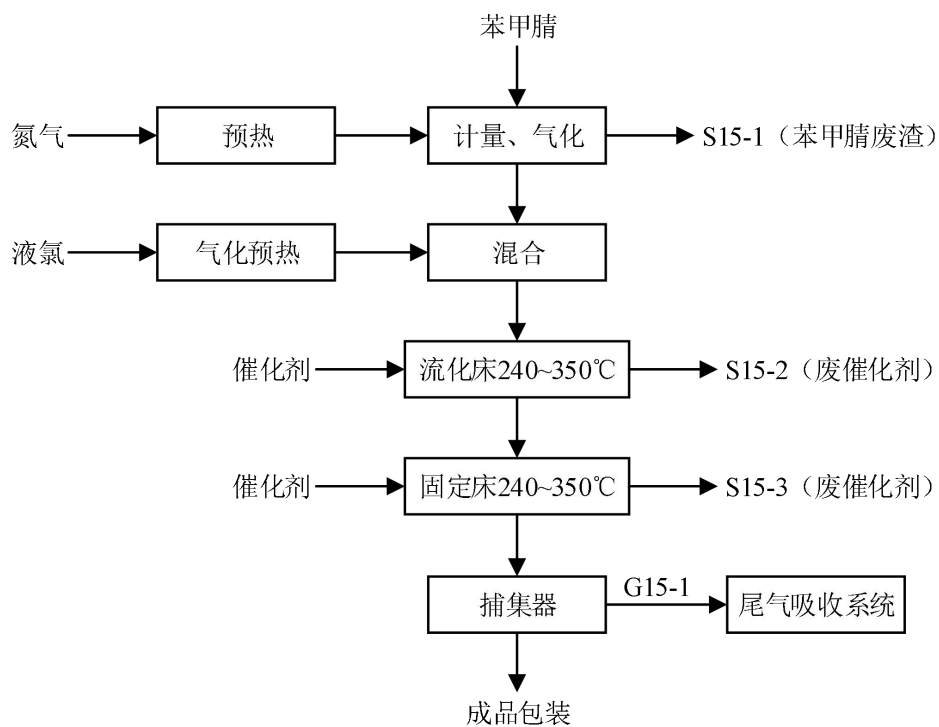 苯甲腈
氮气
预热
计量、气化
S15-1（苯甲腈废渣）
液氯
气化预热
混合
催化剂
流化床240~350℃
S15-2（废催化剂）
催化剂
固定床240~350℃
S15-3（废催化剂）
捕集器
G15-1
尾气吸收系统
成品包装